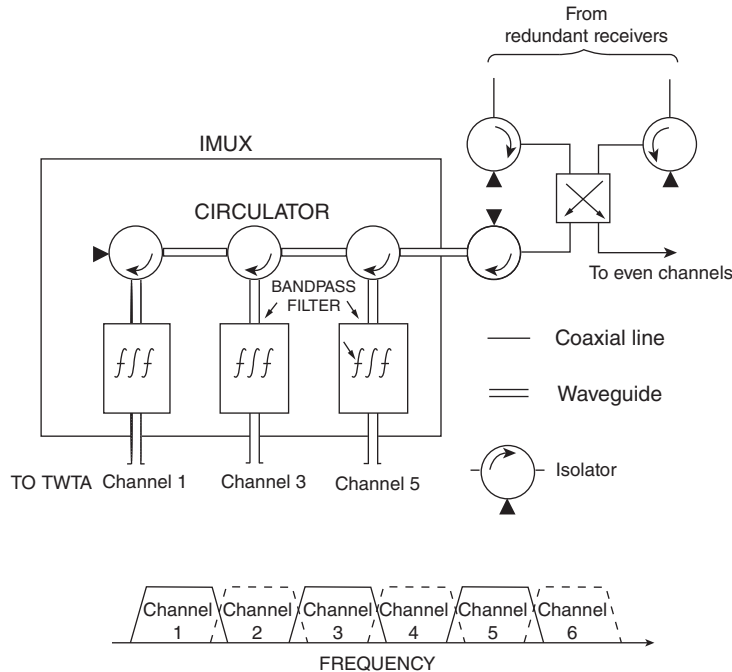 From
redundant receivers
IMUX
CIRCULATOR
To even channels
BANDPASS
FILTER
Coaxial line
Waveguide
Isolator
TO TWTA Channel 1 Channel 3 Channel 5
Channel 1
Channel 2
Channel 3
Channel 4
Channel 5
Channel 6
FREQUENCY